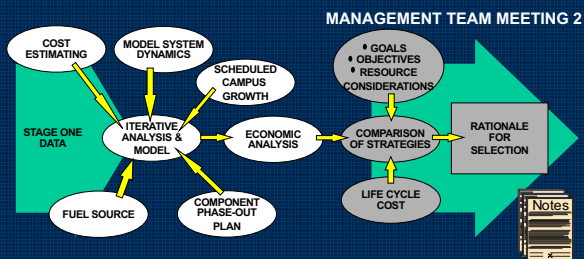 MANAGEMENT TEAM MEETING 2
COST
ESTIMATING
MODEL SYSTEM
DYNAMICS
SCHEDULED
CAMPUS
GROWTH
• GOALS
• OBJECTIVES
• RESOURCE
CONSIDERATIONS
STAGE ONE
DATA
ITERATIVE
ANALYSIS &
MODEL
ECONOMIC
ANALYSIS
COMPARISON
OF STRATEGIES
RATIONALE
FOR
SELECTION
FUEL SOURCE
COMPONENT
PHASE-OUT
PLAN
LIFE CYCLE
COST
Notes